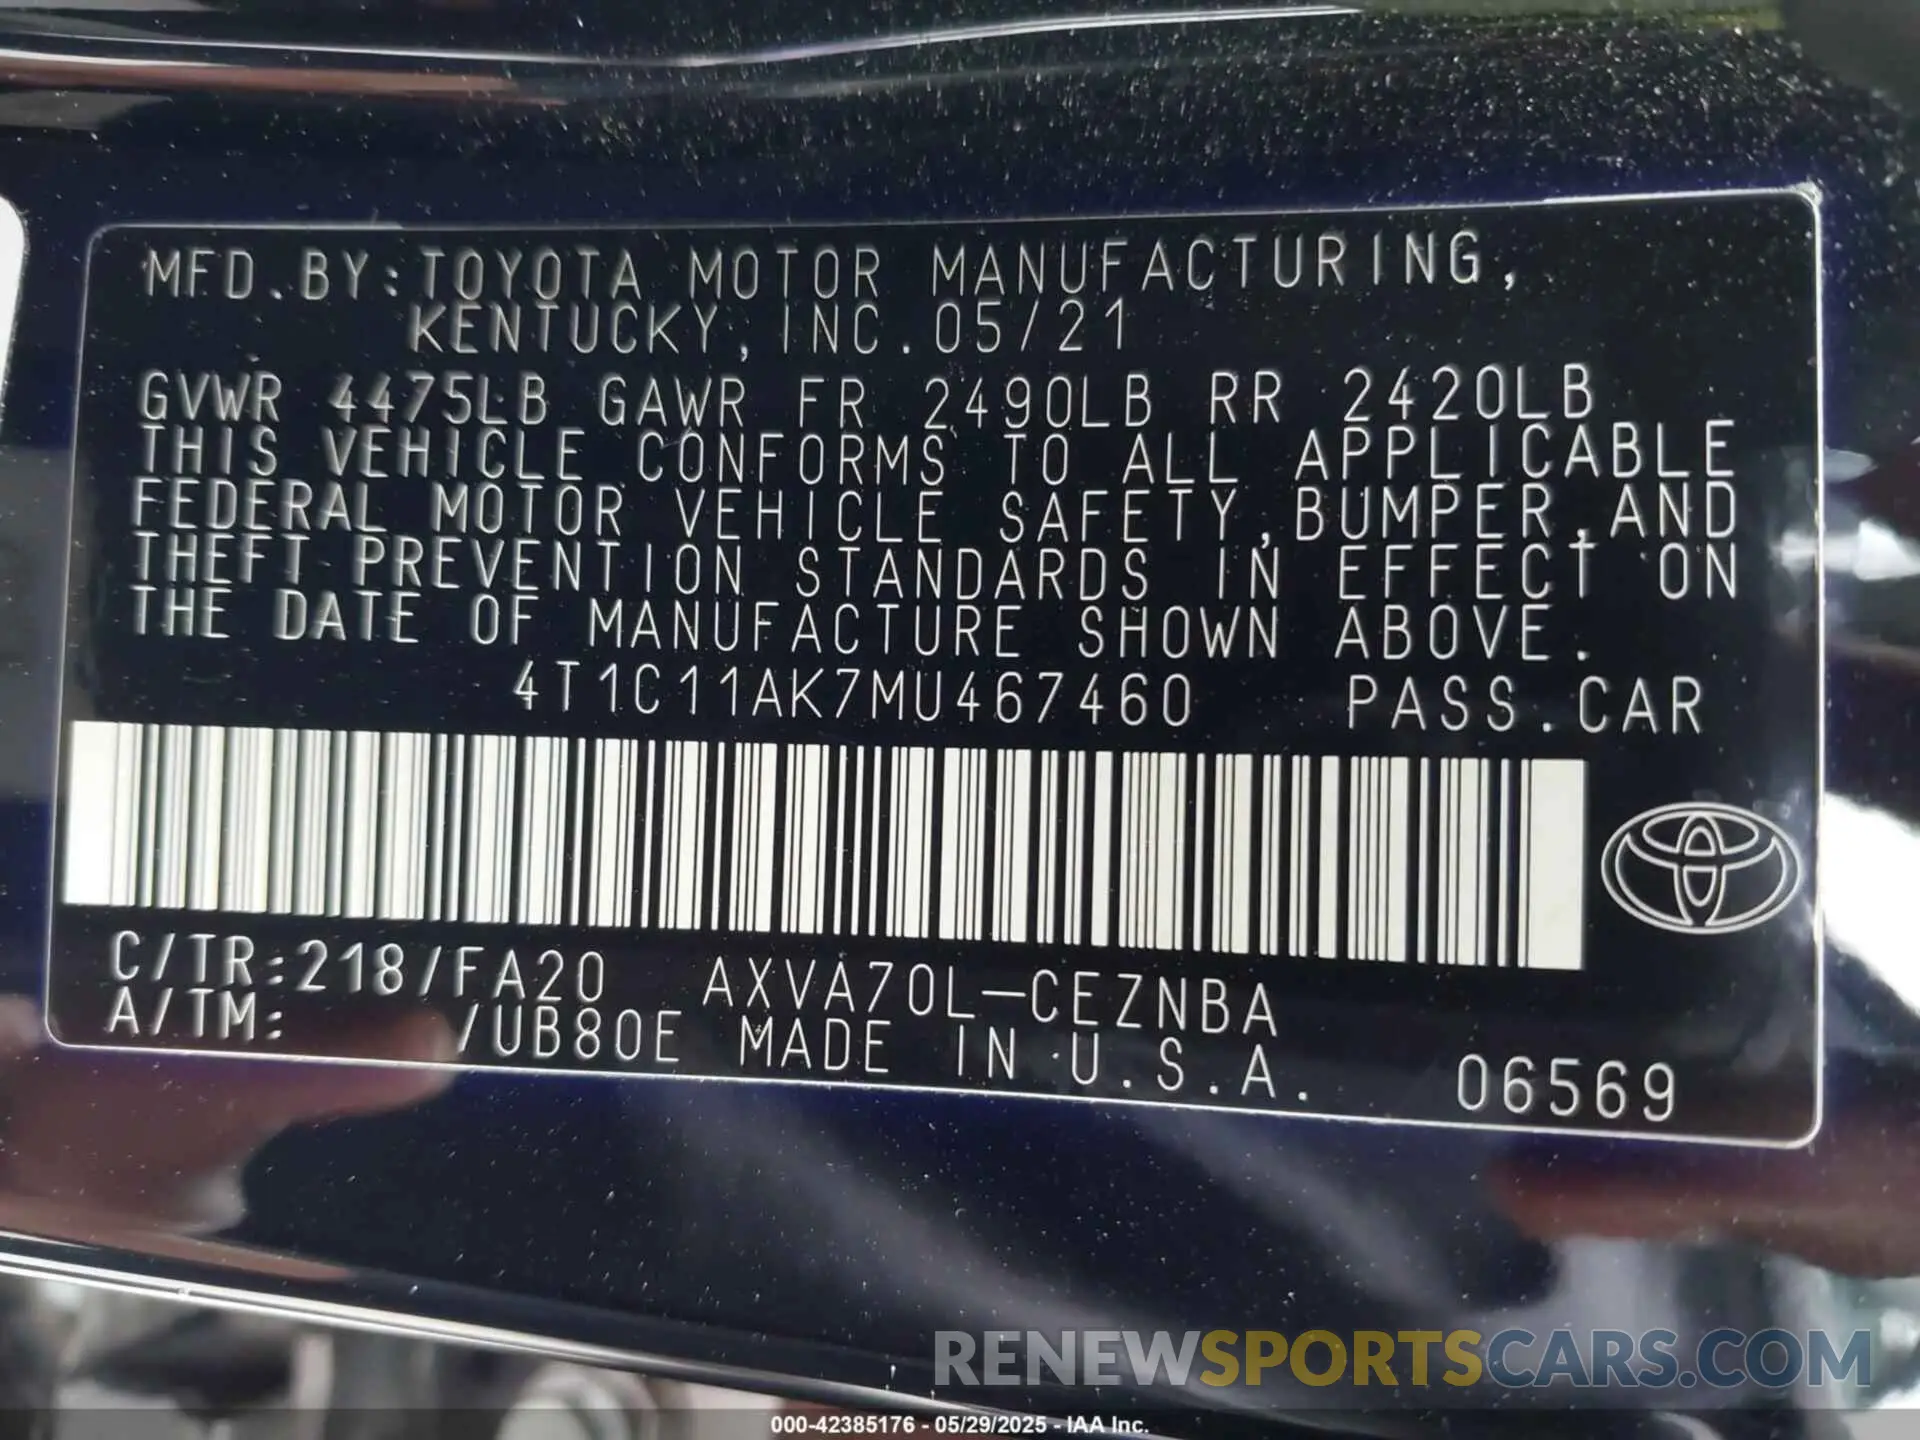 MFD.BY:TOYOTA MOTOR MANUFACTURING,
KENTUCKY, INC. 05/21
GVWR 4475LB GAWR FR 2490LB RR 2420LB
THIS VEHICLE CONFORMS TO ALL APPLICABLE
FEDERAL MOTOR VEHICLE SAFETY,BUMPER,AND
THEFT PREVENTION STANDARDS IN EFFECT ON
THE DATE OF MANUFACTURE SHOWN ABOVE.
4T1C11AK7MU467460 PASS.CAR
C/TR:218/FA20 AXVA70L-CEZNBA
A/TM: /UB80E MADE IN U.S.A. 06569
RENEWSPORTSCARS.COM
000-42385176 - 05/29/2025 - IAA Inc.